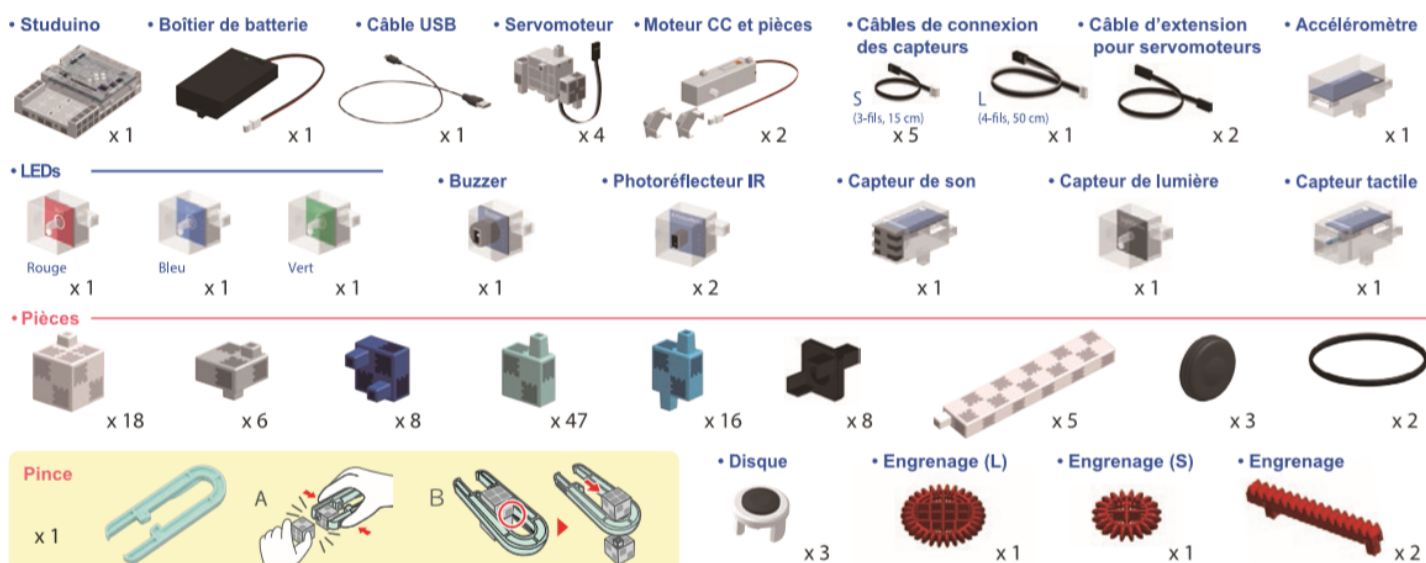 • Studuino
• Boîtier de batterie
• Câble USB
• Servomoteur
• Moteur CC et pièces
• Câbles de connexion
des capteurs
• Câble d'extension
pour servomoteurs
• Accéléromètre
S
(3-fils, 15 cm)
L
(4-fils, 50 cm)
x 1
x 1
x 1
x 4
x 2
x 5
x 1
x 2
x 1
• LEDs
• Buzzer
• Photoréflecteur IR
• Capteur de son
• Capteur de lumière
• Capteur tactile
Rouge
Bleu
Vert
x 1
x 1
x 1
x 1
x 2
x 1
x 1
x 1
• Pièces
x 18
x 6
x 8
x 47
x 16
x 8
x 5
x 3
x 2
Pince
x 1
A
B
• Disque
• Engrenage (L)
• Engrenage (S)
• Engrenage
x 3
x 1
x 1
x 2